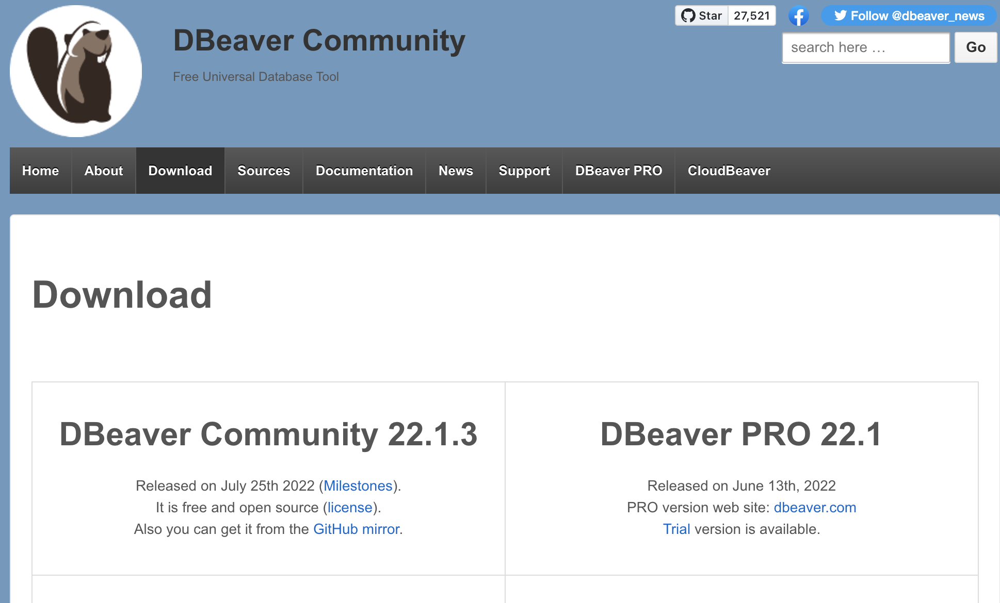 Star 27,521 Follow @dbeaver_news
DBeaver Community
search here … Go
Free Universal Database Tool
Home About Download Sources Documentation News Support DBeaver PRO CloudBeaver
Download
DBeaver Community 22.1.3
Released on July 25th 2022 (Milestones).
It is free and open source (license).
Also you can get it from the GitHub mirror.
DBeaver PRO 22.1
Released on June 13th, 2022
PRO version web site: dbeaver.com
Trial version is available.